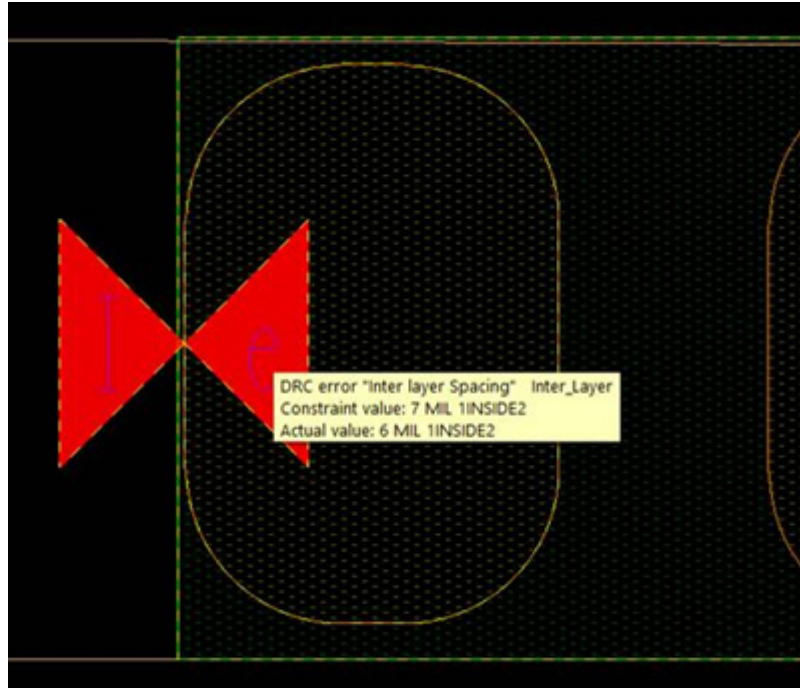 I e
DRC error "Inter layer Spacing" Inter_Layer
Constraint value: 7 MIL 1INSIDE2
Actual value: 6 MIL 1INSIDE2